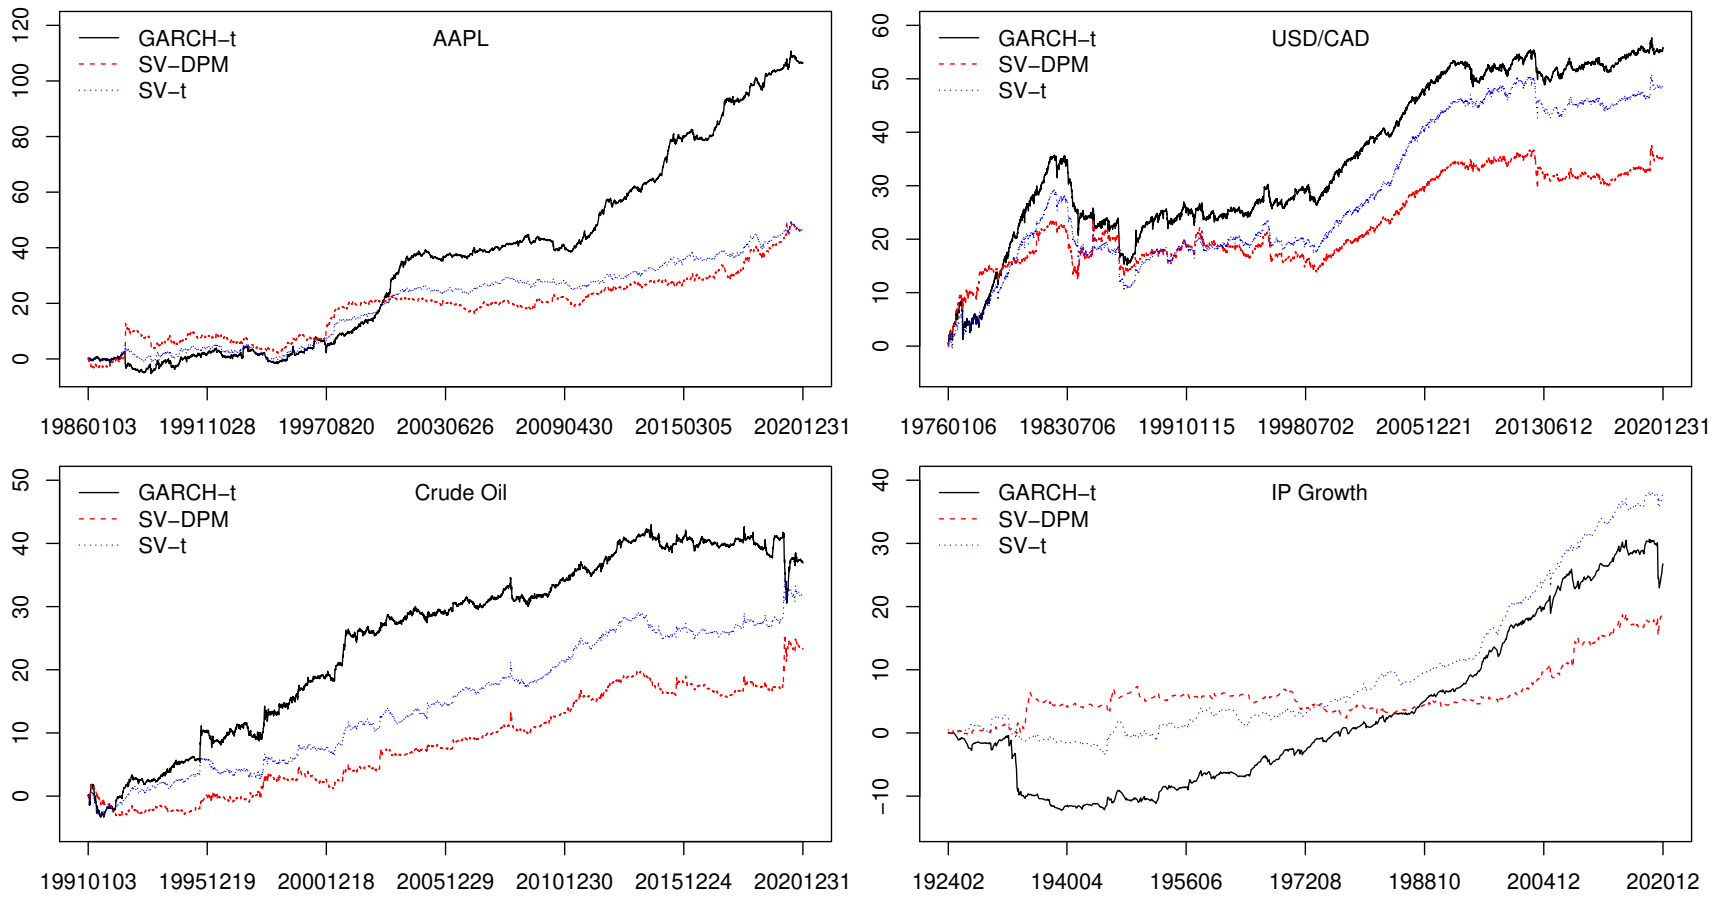 AAPL
GARCH−t
SV−DPM
SV−t
0 20 40 60 80 100 120
19860103 19911028 19970820 20030626 20090430 20150305 20201231
USD/CAD
GARCH−t
SV−DPM
SV−t
0 10 20 30 40 50 60
19760106 19830706 19910115 19980702 20051221 20130612 20201231
Crude Oil
GARCH−t
SV−DPM
SV−t
0 10 20 30 40 50
19910103 19951219 20001218 20051229 20101230 20151224 20201231
IP Growth
GARCH−t
SV−DPM
SV−t
−10 0 10 20 30 40
192402 194004 195606 197208 198810 200412 202012